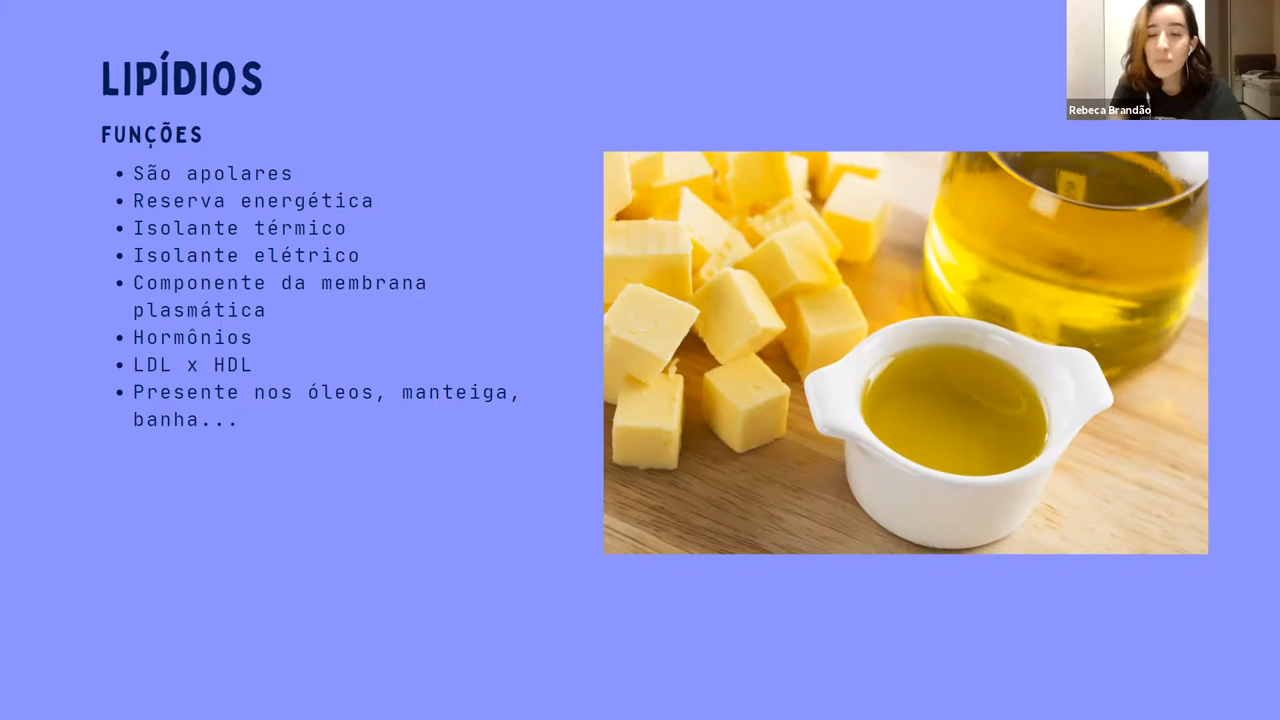 LIPÍDIOS
FUNÇÕES
• São apolares
• Reserva energética
• Isolante térmico
• Isolante elétrico
• Componente da membrana
plasmática
• Hormônios
• LDL x HDL
• Presente nos óleos, manteiga,
banha...
Rebeca Brandão